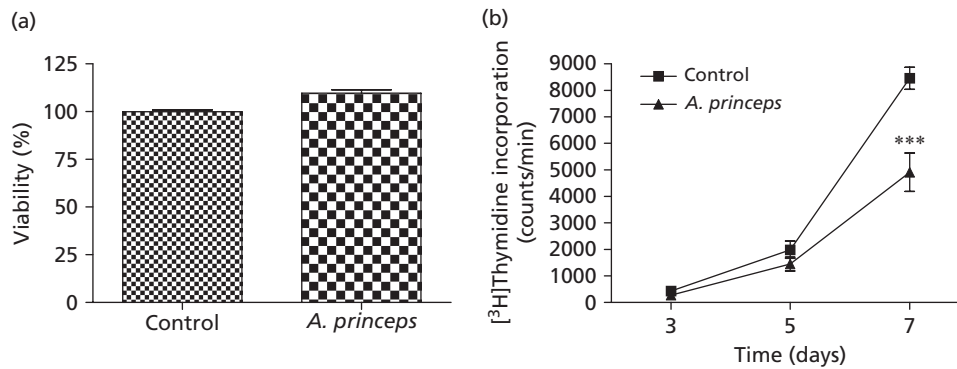 (a)
Viability (%)
125
100
75
50
25
0
Control
A. princeps
(b)
[³H]Thymidine incorporation
(counts/min)
9000
8000
7000
6000
5000
4000
3000
2000
1000
0
Control
A. princeps
***
3
5
7
Time (days)